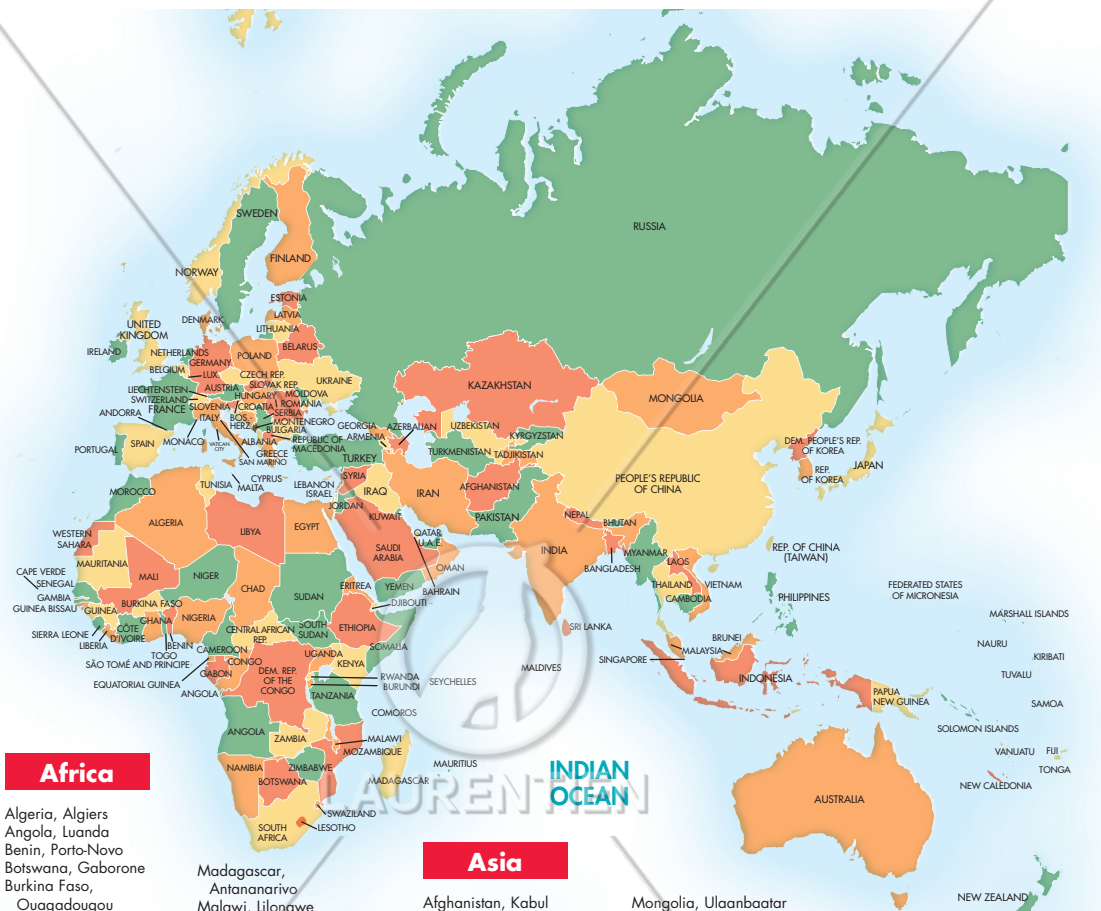 RUSSIA
SWEDEN
FINLAND
NORWAY
ESTONIA
LATVIA
DENMARK
LITHUANIA
UNITED
KINGDOM
IRELAND
NETHERLANDS
BELARUS
POLAND
GERMANY
BELGIUM
LUX.
CZECH REP.
SLOVAK REP.
UKRAINE
LIECHTENSTEIN
AUSTRIA
SWITZERLAND
HUNGARY
MOLDOVA
FRANCE
SLOVENIA
CROATIA
ROMANIA
ANDORRA
ITALY
BOS.-
HERZ.
SERBIA
MONTENEGRO
BULGARIA
PORTUGAL
SPAIN
MONACO
VATICAN
CITY
ALBANIA
REPUBLIC OF
MACEDONIA
GREECE
SAN MARINO
GEORGIA
ARMENIA
AZERBAIJAN
TURKEY
KAZAKHSTAN
UZBEKISTAN
KYRGYZSTAN
TURKMENISTAN
TADJIKISTAN
MONGOLIA
PEOPLE'S REPUBLIC
OF CHINA
DEM. PEOPLE'S REP.
OF KOREA
REP.
OF KOREA
JAPAN
MOROCCO
TUNISIA
MALTA
CYPRUS
LEBANON
ISRAEL
SYRIA
IRAQ
IRAN
AFGHANISTAN
JORDAN
KUWAIT
PAKISTAN
NEPAL
BHUTAN
ALGERIA
LIBYA
EGYPT
WESTERN
SAHARA
SAUDI
ARABIA
QATAR
U.A.E.
OMAN
BAHRAIN
INDIA
BANGLADESH
MYANMAR
LAOS
REP. OF CHINA
(TAIWAN)
MAURITANIA
MALI
NIGER
CHAD
SUDAN
ERITREA
YEMEN
DJIBOUTI
CAPE VERDE
SENEGAL
GAMBIA
GUINEA BISSAU
GUINEA
BURKINA FASO
THAILAND
VIETNAM
CAMBODIA
PHILIPPINES
FEDERATED STATES
OF MICRONESIA
MARSHALL ISLANDS
SIERRA LEONE
LIBERIA
CÔTE
D'IVOIRE
GHANA
TOGO
BENIN
NIGERIA
CAMEROON
CENTRAL AFRICAN
REP.
SOUTH
SUDAN
ETHIOPIA
SOMALIA
SRI LANKA
MALDIVES
SINGAPORE
MALAYSIA
BRUNEI
INDONESIA
NAURU
KIRIBATI
TUVALU
SAMOA
SÃO TOMÉ AND PRINCIPE
EQUATORIAL GUINEA
GABON
CONGO
DEM. REP.
OF THE
CONGO
UGANDA
KENYA
RWANDA
BURUNDI
SEYCHELLES
ANGOLA
TANZANIA
COMOROS
PAPUA
NEW GUINEA
SOLOMON ISLANDS
ANGOLA
ZAMBIA
MALAWI
MOZAMBIQUE
VANUATU
FIJI
TONGA
NEW CALEDONIA
NAMIBIA
ZIMBABWE
BOTSWANA
MADAGASCAR
MAURITIUS
INDIAN
OCEAN
AUSTRALIA
SWAZILAND
LESOTHO
SOUTH
AFRICA
NEW ZEALAND
LAURENTIEN
Africa
Algeria, Algiers
Angola, Luanda
Benin, Porto-Novo
Botswana, Gaborone
Burkina Faso,
Ouagadougou
Madagascar,
Antananarivo
Malawi, Lilongwe
Asia
Afghanistan, Kabul
Mongolia, Ulaanbaatar